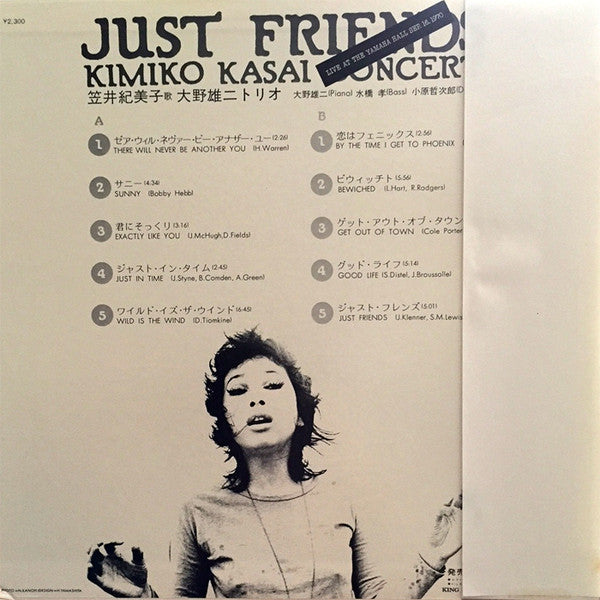 ¥2,300
JUST FRIENDS
LIVE AT THE YAMAHA HALL SEP. 16, 1970
KIMIKO KASAI CONCERT
笠井紀美子歌 大野雄二トリオ 大野雄二(Piano) 水橋 孝(Bass) 小原哲次郎(D
A
1 ゼア・ウィル・ネヴァー・ビー・アナザー・ユー(2:26)
THERE WILL NEVER BE ANOTHER YOU (H.Warren)
2 サニー(4:34)
SUNNY (Bobby Hebb)
3 君にそっくり(3:16)
EXACTLY LIKE YOU (J.McHugh,D.Fields)
4 ジャスト・イン・タイム(2:45)
JUST IN TIME (J.Styne, B.Comden, A.Green)
5 ワイルド・イズ・ザ・ウインド(6:45)
WILD IS THE WIND (D.Tiomkine)
B
1 恋はフェニックス(2:56)
BY THE TIME I GET TO PHOENIX (
2 ビウィッチト(5:56)
BEWICHED (L.Hart, R.Rodgers)
3 ゲット・アウト・オブ・タウン
GET OUT OF TOWN (Cole Porter
4 グッド・ライフ(5:14)
GOOD LIFE (S.Distel, J.Broussolle)
5 ジャスト・フレンズ(5:01)
JUST FRIENDS (J.Klenner, S.M.Lewis
発売
KING